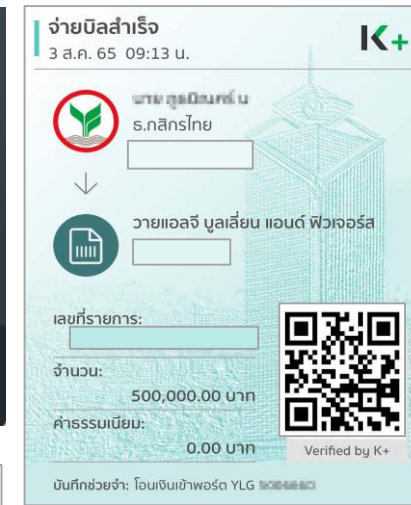 จ่ายบิลสำเร็จ
3 ส.ค. 65 09:13 น.
K+
ธ.กสิกรไทย
วายแอลจี บูลเลี่ยน แอนด์ ฟิวเจอร์ส
เลขที่รายการ:
จำนวน:
500,000.00 บาท
ค่าธรรมเนียม:
0.00 บาท
Verified by K+
บันทึกช่วยจำ: โอนเงินเข้าพอร์ต YLG